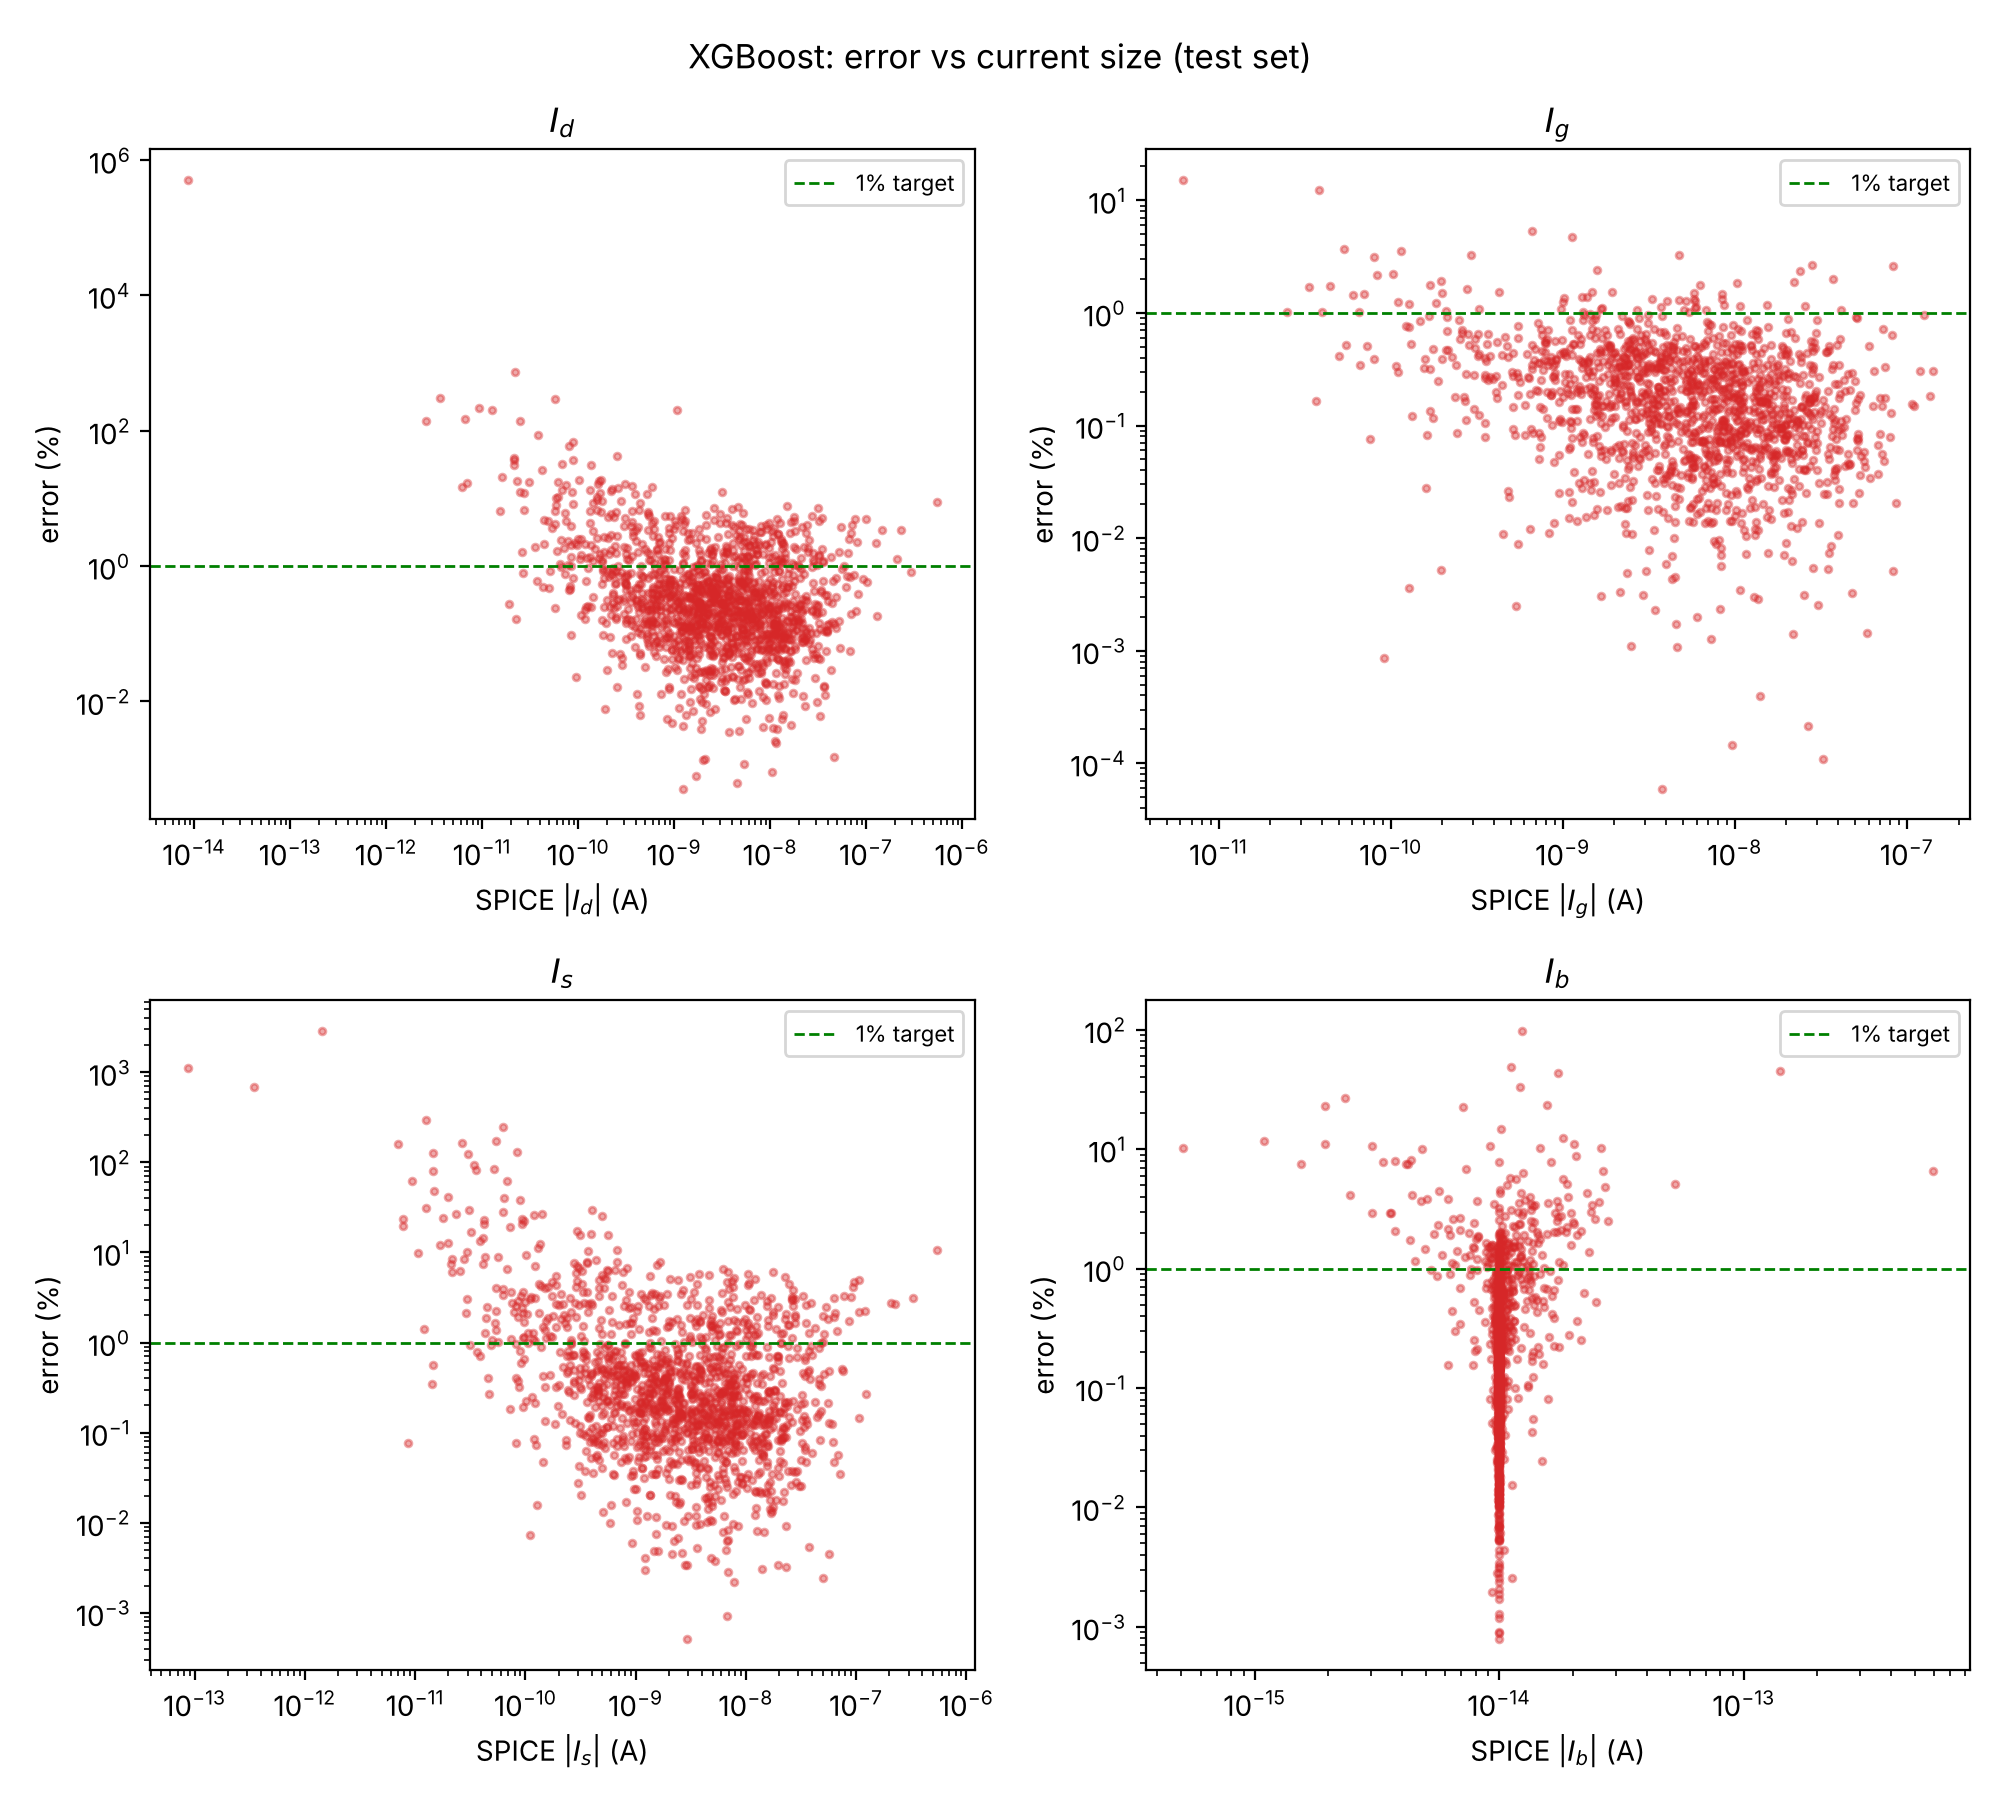 XGBoost: error vs current size (test set)
I_d
10^6
10^4
10^2
10^0
10^−2
error (%)
1% target
10^−14 10^−13 10^−12 10^−11 10^−10 10^−9 10^−8 10^−7 10^−6
SPICE |I_d| (A)
I_g
10^1
10^0
10^−1
10^−2
10^−3
10^−4
error (%)
1% target
10^−11 10^−10 10^−9 10^−8 10^−7
SPICE |I_g| (A)
I_s
10^3
10^2
10^1
10^0
10^−1
10^−2
10^−3
error (%)
1% target
10^−13 10^−12 10^−11 10^−10 10^−9 10^−8 10^−7 10^−6
SPICE |I_s| (A)
I_b
10^2
10^1
10^0
10^−1
10^−2
10^−3
error (%)
1% target
10^−15 10^−14 10^−13
SPICE |I_b| (A)